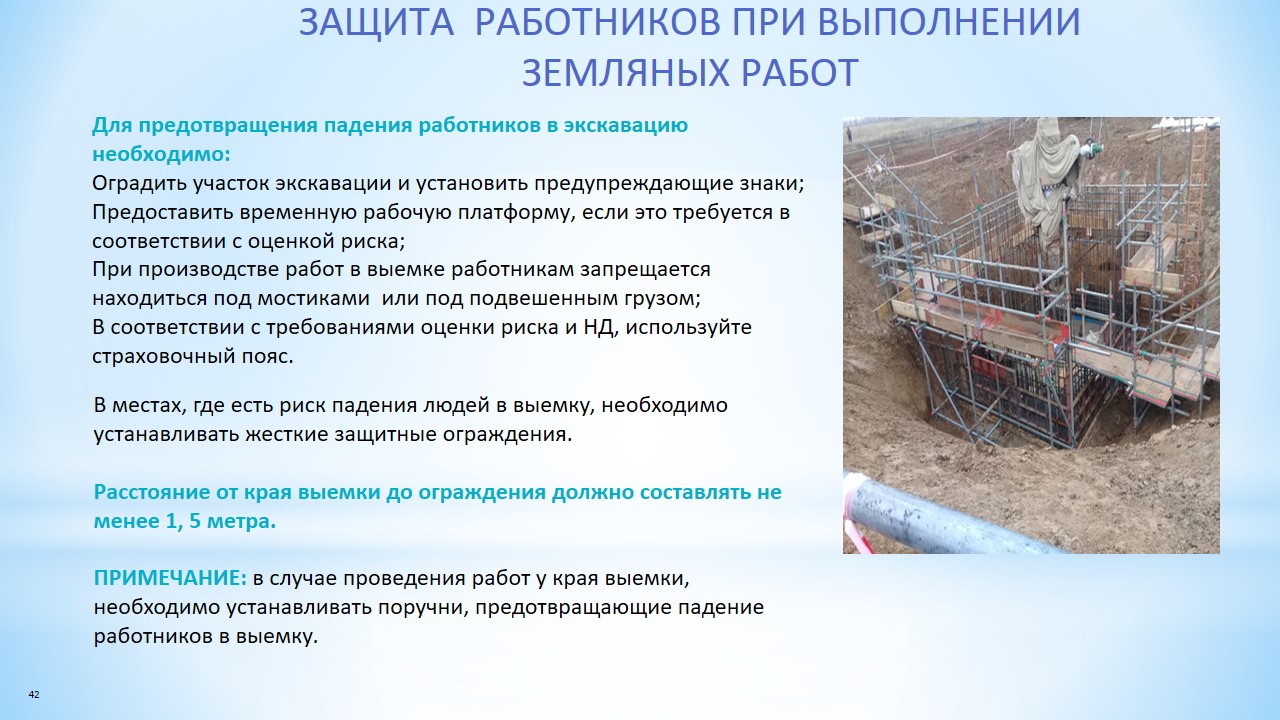 ЗАЩИТА  РАБОТНИКОВ ПРИ ВЫПОЛНЕНИИ
ЗЕМЛЯНЫХ РАБОТ
Для предотвращения падения работников в экскавацию
необходимо:
Оградить участок экскавации и установить предупреждающие знаки;
Предоставить временную рабочую платформу, если это требуется в
соответствии с оценкой риска;
При производстве работ в выемке работникам запрещается
находиться под мостиками  или под подвешенным грузом;
В соответствии с требованиями оценки риска и НД, используйте
страховочный пояс.
В местах, где есть риск падения людей в выемку, необходимо
устанавливать жесткие защитные ограждения.
Расстояние от края выемки до ограждения должно составлять не
менее 1, 5 метра.
ПРИМЕЧАНИЕ: в случае проведения работ у края выемки,
необходимо устанавливать поручни, предотвращающие падение
работников в выемку.
42